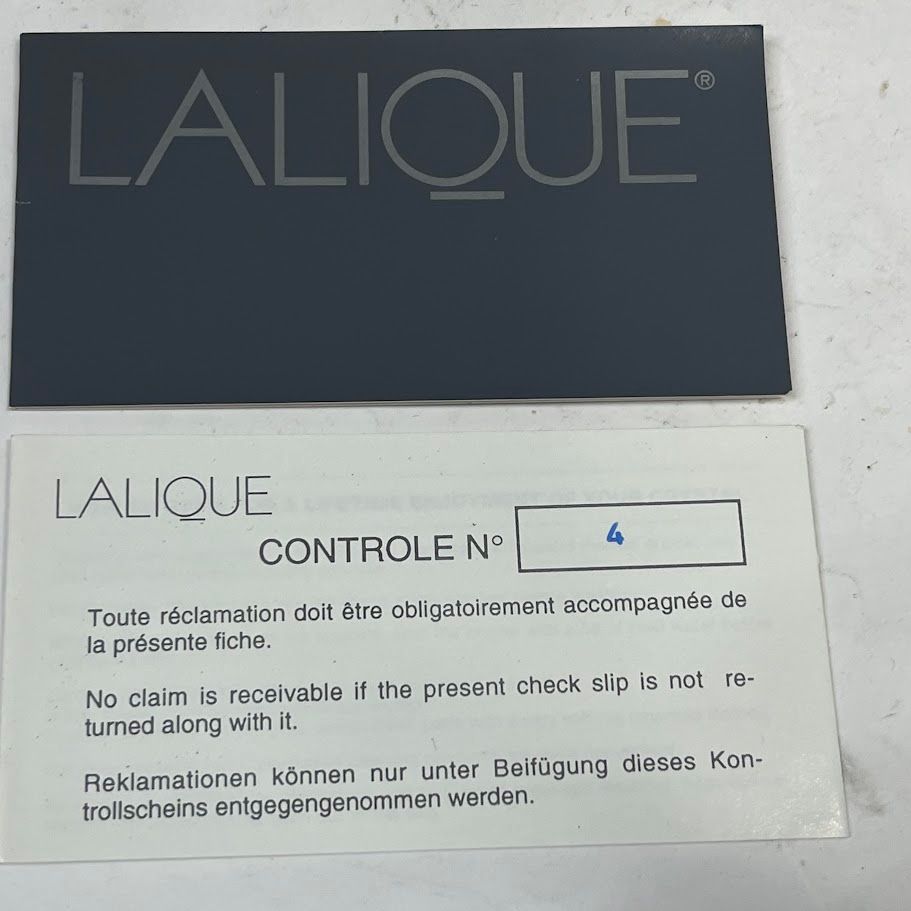 LALIQUE®
LALIQUE
CONTROLE N° 4
Toute réclamation doit être obligatoirement accompagnée de
la présente fiche.
No claim is receivable if the present check slip is not re-
turned along with it.
Reklamationen können nur unter Beifügung dieses Kon-
trollscheins entgegengenommen werden.